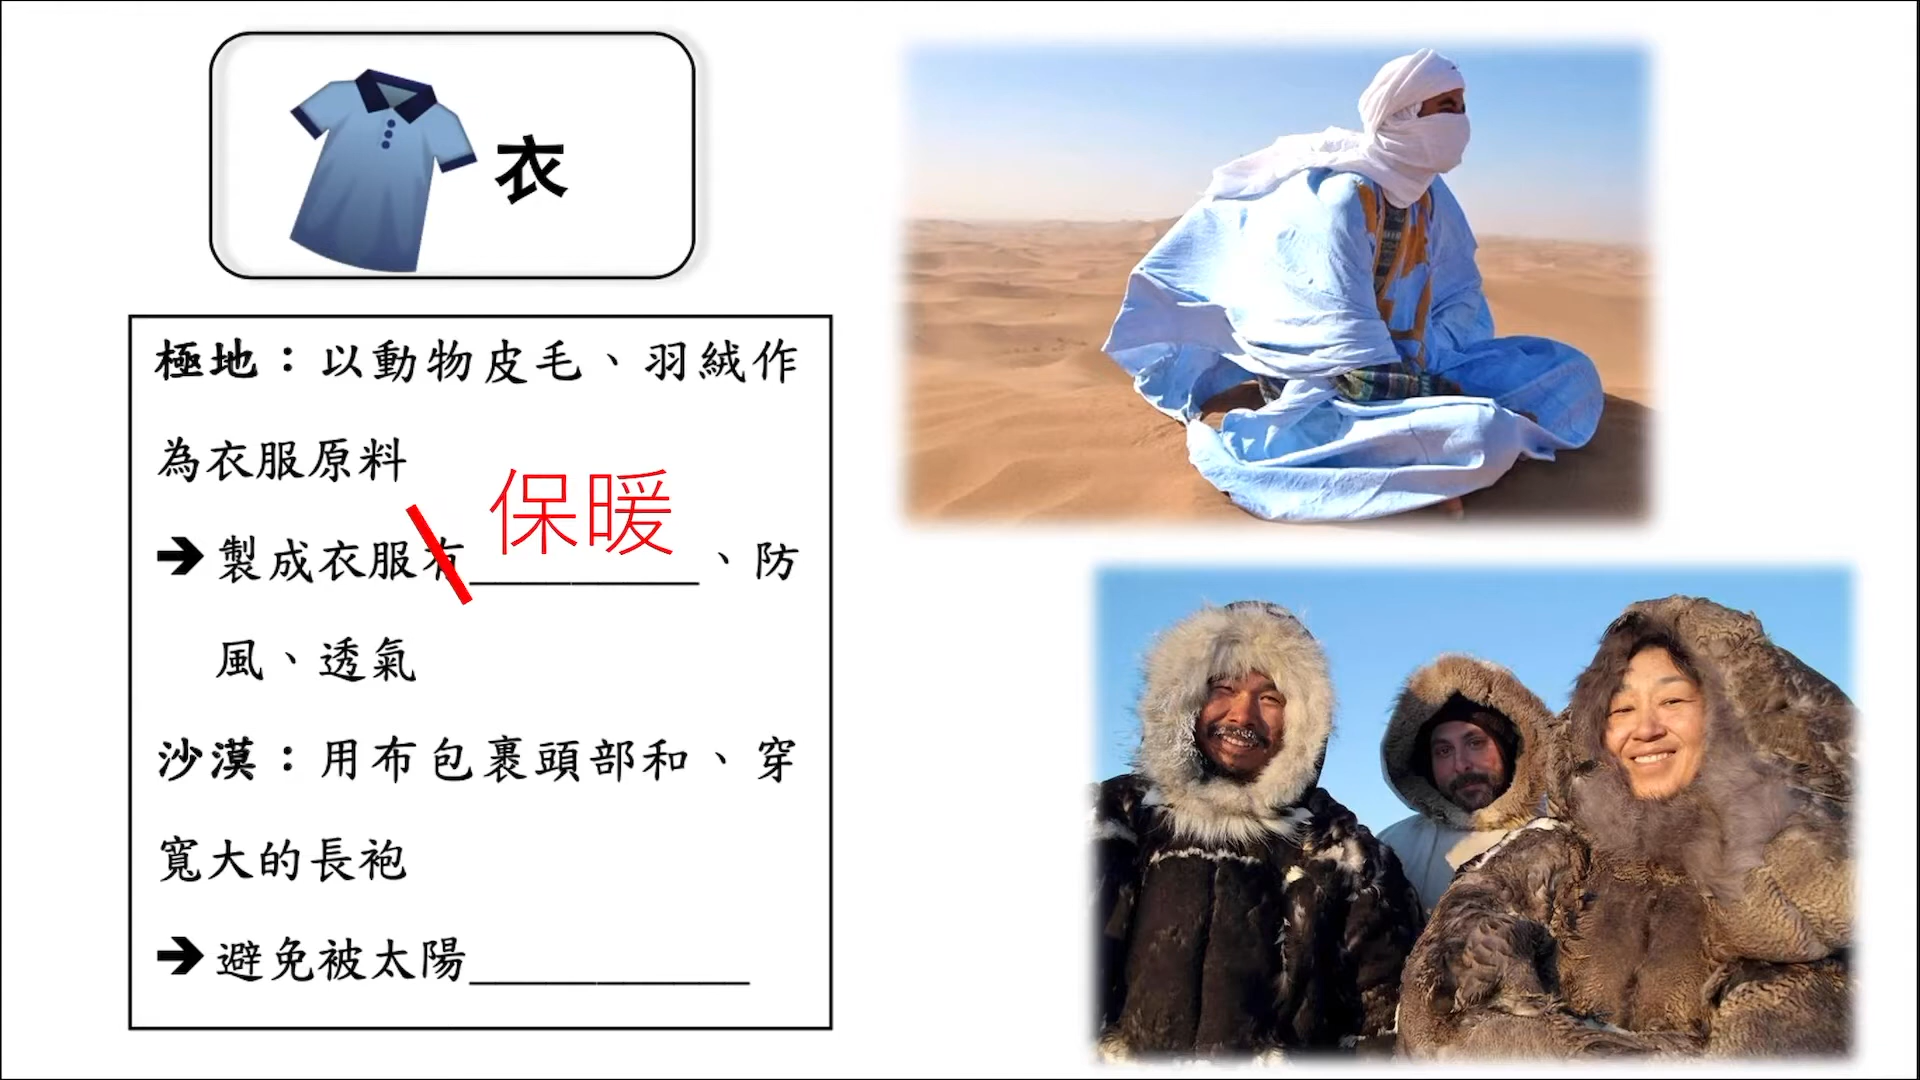 衣
極地：以動物皮毛、羽絨作
為衣服原料
➔製成衣服有保暖、防
風、透氣
沙漠：用布包裹頭部和、穿
寬大的長袍
➔避免被太陽___________